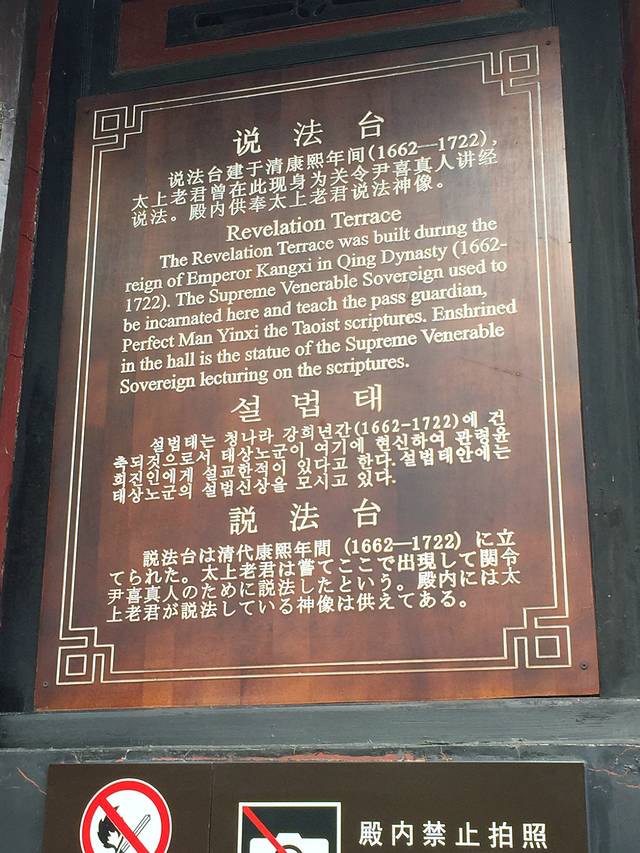 说法台
说法台建于清康熙年间(1662—1722),
太上老君曾在此现身为关令尹喜真人讲经
说法。殿内供奉太上老君说法神像。
Revelation Terrace
The Revelation Terrace was built during the
reign of Emperor Kangxi in Qing Dynasty (1662-
1722). The Supreme Venerable Sovereign used to
be incarnated here and teach the pass guardian,
Perfect Man Yinxi the Taoist scriptures. Enshrined
in the hall is the statue of the Supreme Venerable
Sovereign lecturing on the scriptures.
설법태
설법태는 청나라 강희년간(1662-1722)에 건
축되것으로서 태상노군이 여기에 현신하여 관령윤
희진인에게 설교한적이 있다고 한다. 설법태안에는
태상노군의 설법신상을 모시고 있다.
説法台
説法台は清代康熙年間 (1662—1722) に立
てられた。太上老君は嘗てここで出現して関令
尹喜真人のために説法したという。殿内には太
上老君が説法している神像は供えてある。
殿内禁止拍照